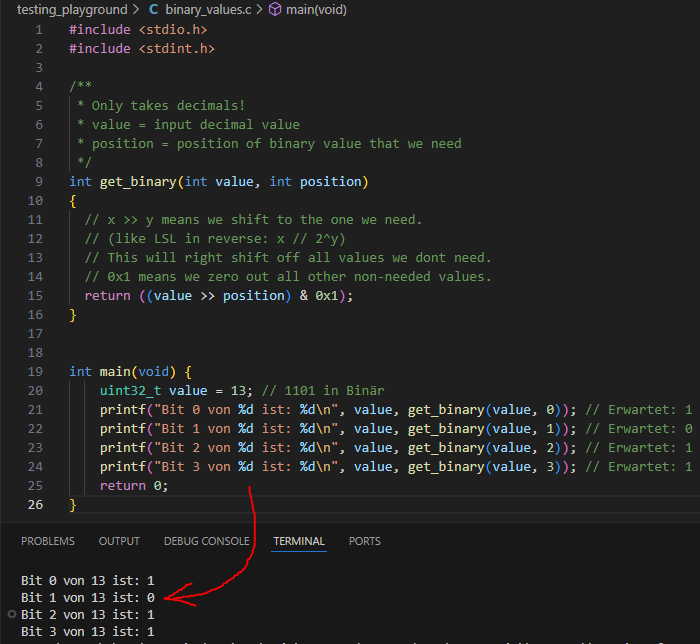 testing_playground > C binary_values.c > main(void)
1 #include <stdio.h>
2 #include <stdint.h>
3
4 /**
5 * Only takes decimals!
6 * value = input decimal value
7 * position = position of binary value that we need
8 */
9 int get_binary(int value, int position)
10 {
11 // x >> y means we shift to the one we need.
12 // (like LSL in reverse: x // 2^y)
13 // This will right shift off all values we dont need.
14 // 0x1 means we zero out all other non-needed values.
15 return ((value >> position) & 0x1);
16 }
17
18
19 int main(void) {
20 uint32_t value = 13; // 1101 in Binär
21 printf("Bit 0 von %d ist: %d\n", value, get_binary(value, 0)); // Erwartet: 1
22 printf("Bit 1 von %d ist: %d\n", value, get_binary(value, 1)); // Erwartet: 0
23 printf("Bit 2 von %d ist: %d\n", value, get_binary(value, 2)); // Erwartet: 1
24 printf("Bit 3 von %d ist: %d\n", value, get_binary(value, 3)); // Erwartet: 1
25 return 0;
26 }
PROBLEMS OUTPUT DEBUG CONSOLE TERMINAL PORTS
Bit 0 von 13 ist: 1
Bit 1 von 13 ist: 0
Bit 2 von 13 ist: 1
Bit 3 von 13 ist: 1